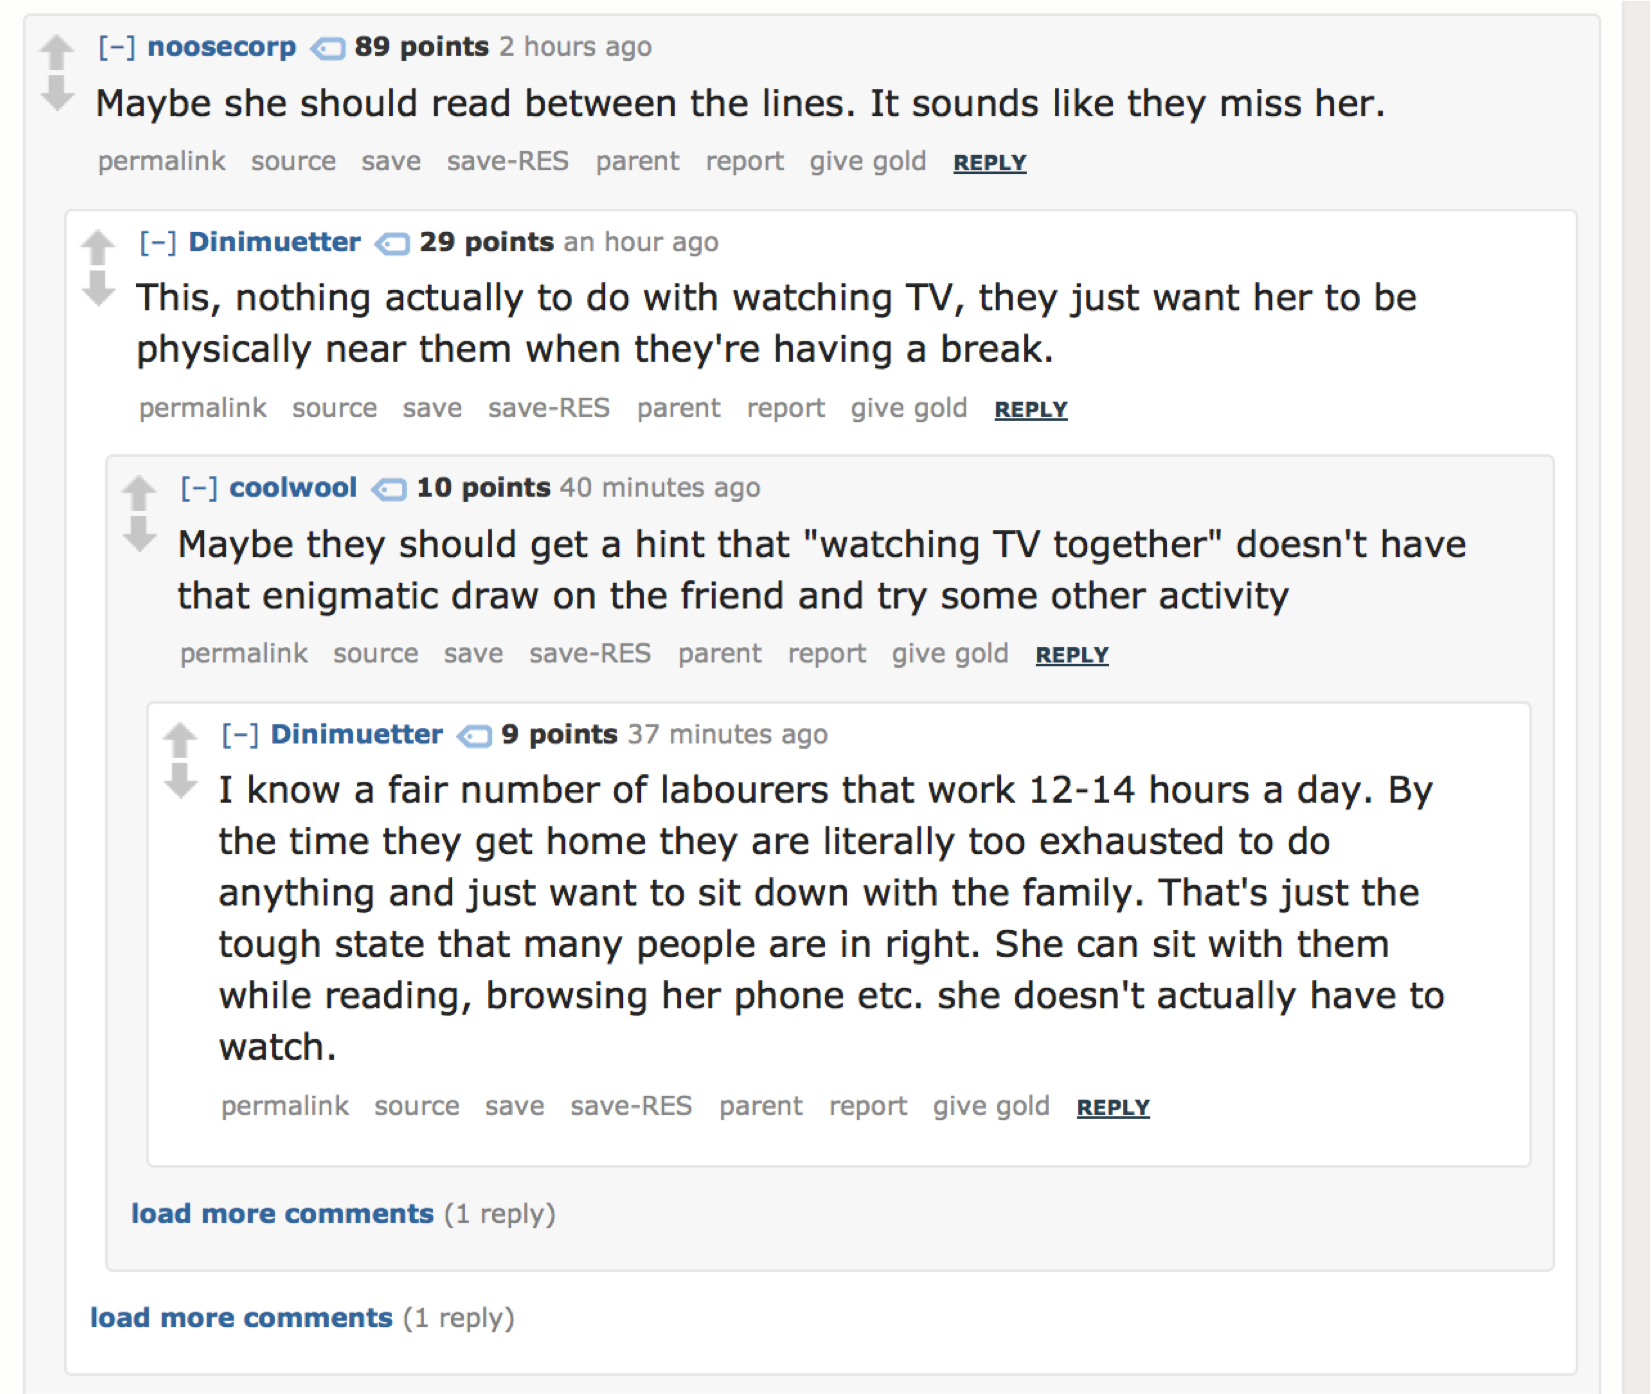 [–] noosecorp 89 points 2 hours ago
Maybe she should read between the lines. It sounds like they miss her.
permalink source save save-RES parent report give gold REPLY
[–] Dinimuetter 29 points an hour ago
This, nothing actually to do with watching TV, they just want her to be
physically near them when they're having a break.
permalink source save save-RES parent report give gold REPLY
[–] coolwool 10 points 40 minutes ago
Maybe they should get a hint that "watching TV together" doesn't have
that enigmatic draw on the friend and try some other activity
permalink source save save-RES parent report give gold REPLY
[–] Dinimuetter 9 points 37 minutes ago
I know a fair number of labourers that work 12-14 hours a day. By
the time they get home they are literally too exhausted to do
anything and just want to sit down with the family. That's just the
tough state that many people are in right. She can sit with them
while reading, browsing her phone etc. she doesn't actually have to
watch.
permalink source save save-RES parent report give gold REPLY
load more comments (1 reply)
load more comments (1 reply)